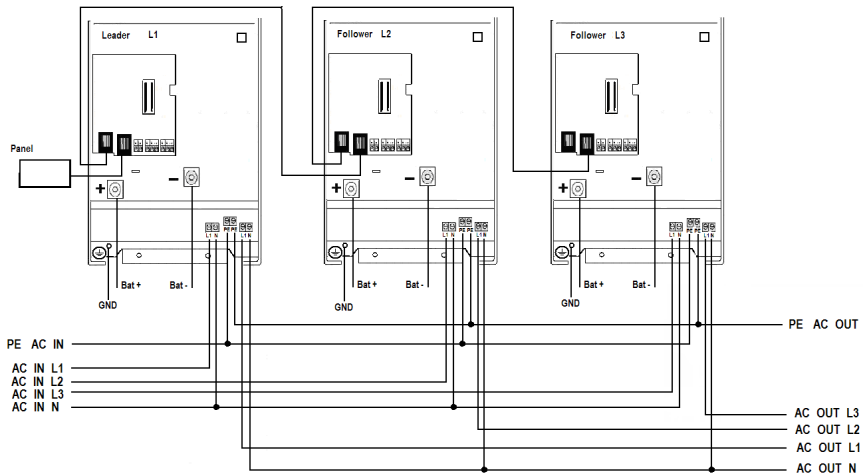 Leader L1
Follower L2
Follower L3
Panel
+ −
+ −
+ −
L1 N PE PE L1 N
L1 N PE PE L1 N
L1 N PE PE L1 N
Bat + Bat -
Bat + Bat -
Bat + Bat -
GND
GND
GND
PE AC OUT
PE AC IN
AC IN L1
AC IN L2
AC IN L3
AC IN N
AC OUT L3
AC OUT L2
AC OUT L1
AC OUT N